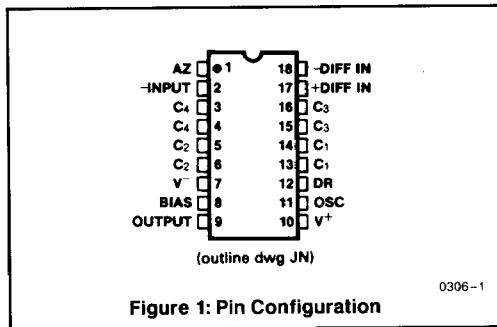 AZ 1 18 -DIFF IN
-INPUT 2 17 +DIFF IN
C4 3 16 C3
C4 4 15 C3
C2 5 14 C1
C2 6 13 C1
V- 7 12 DR
BIAS 8 11 OSC
OUTPUT 9 10 V+
(outline dwg JN)
0306-1
Figure 1: Pin Configuration